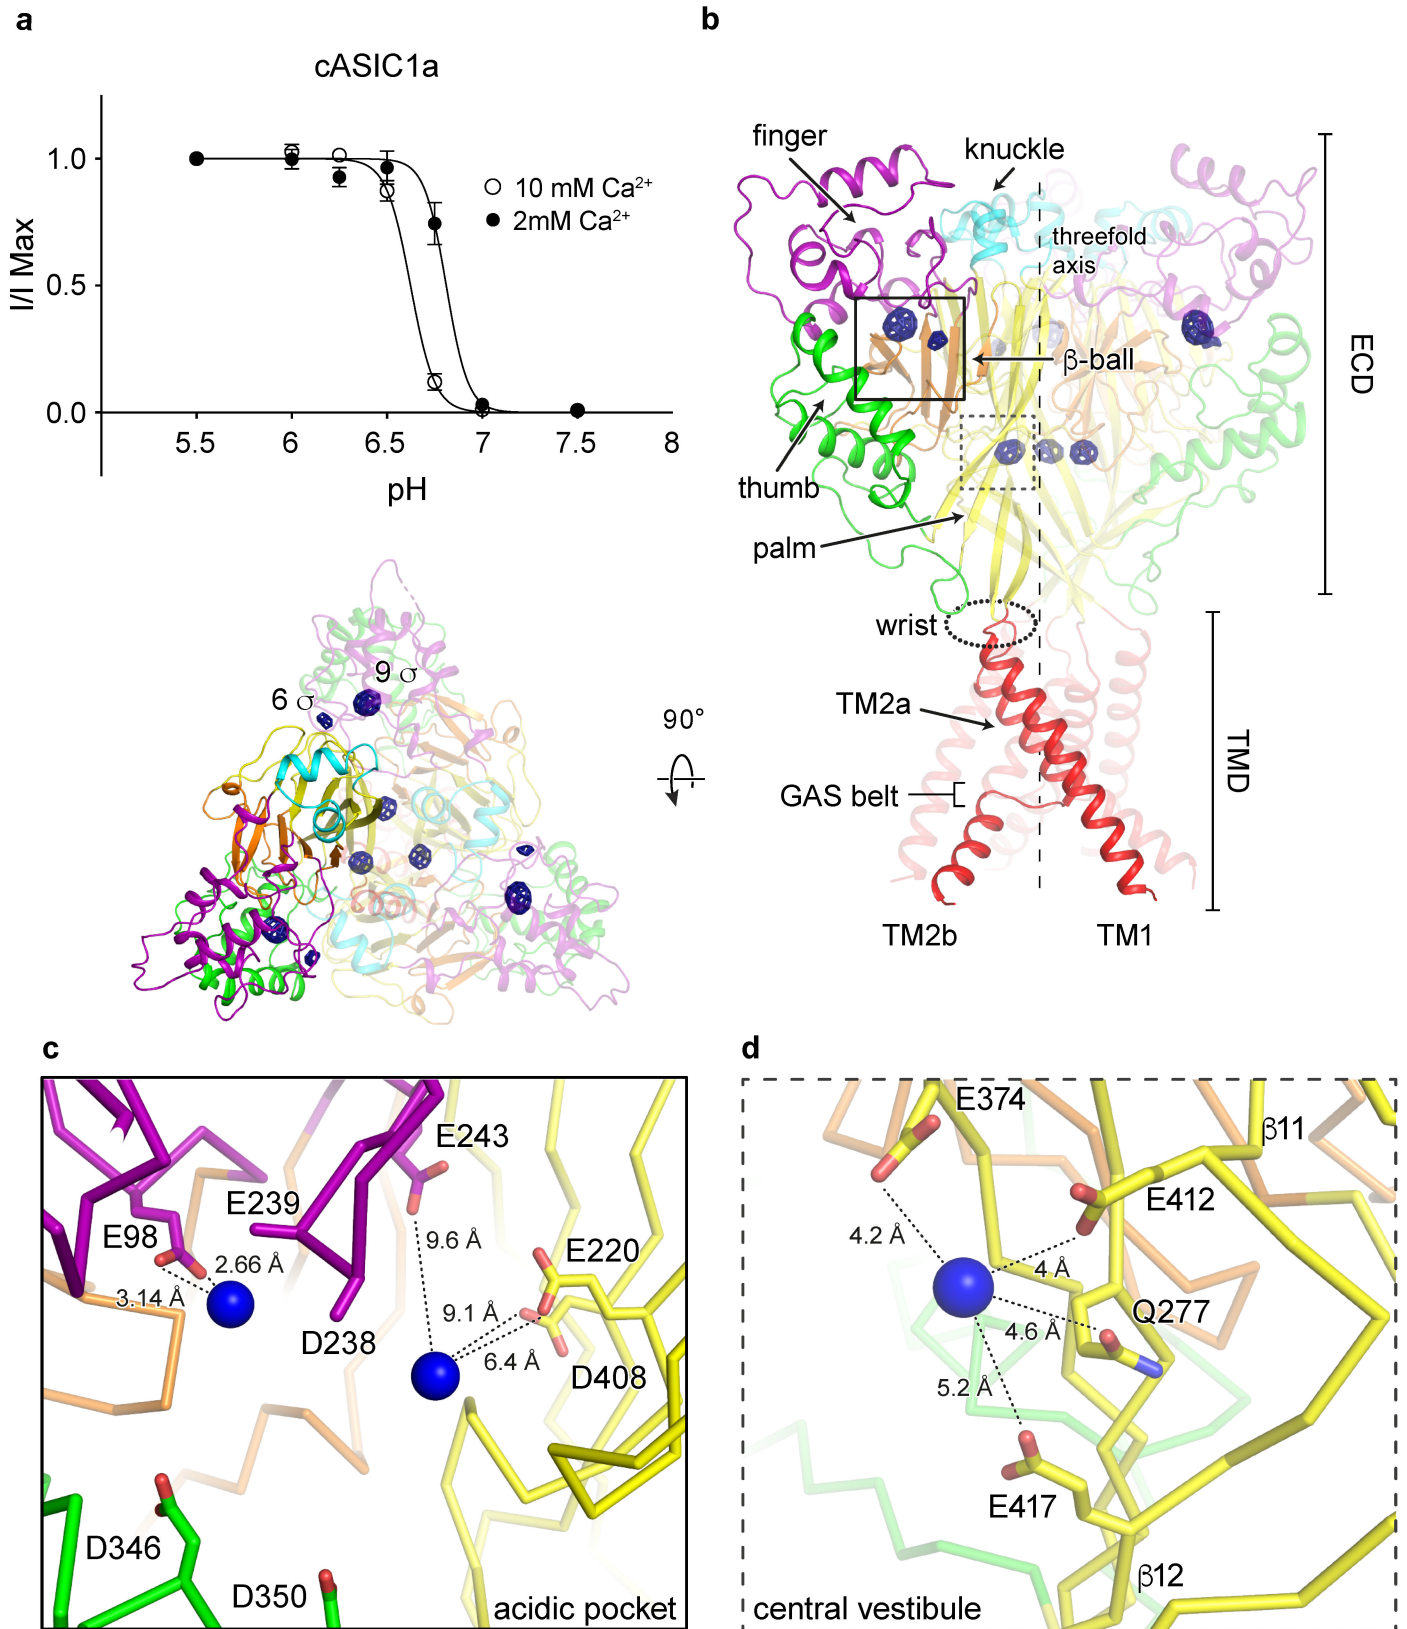 a
cASIC1a
I/I Max
1.0
0.5
0.0
5.5
6
6.5
7
7.5
8
pH
10 mM Ca²⁺
2mM Ca²⁺
9 σ
6 σ
90°
b
finger
knuckle
threefold
axis
β-ball
thumb
palm
wrist
TM2a
GAS belt
TM2b
TM1
ECD
TMD
c
E243
E239
E98
2.66 Å
3.14 Å
9.6 Å
E220
9.1 Å
D238
6.4 Å
D408
D346
D350
acidic pocket
d
E374
β11
E412
4.2 Å
4 Å
Q277
4.6 Å
5.2 Å
E417
β12
central vestibule